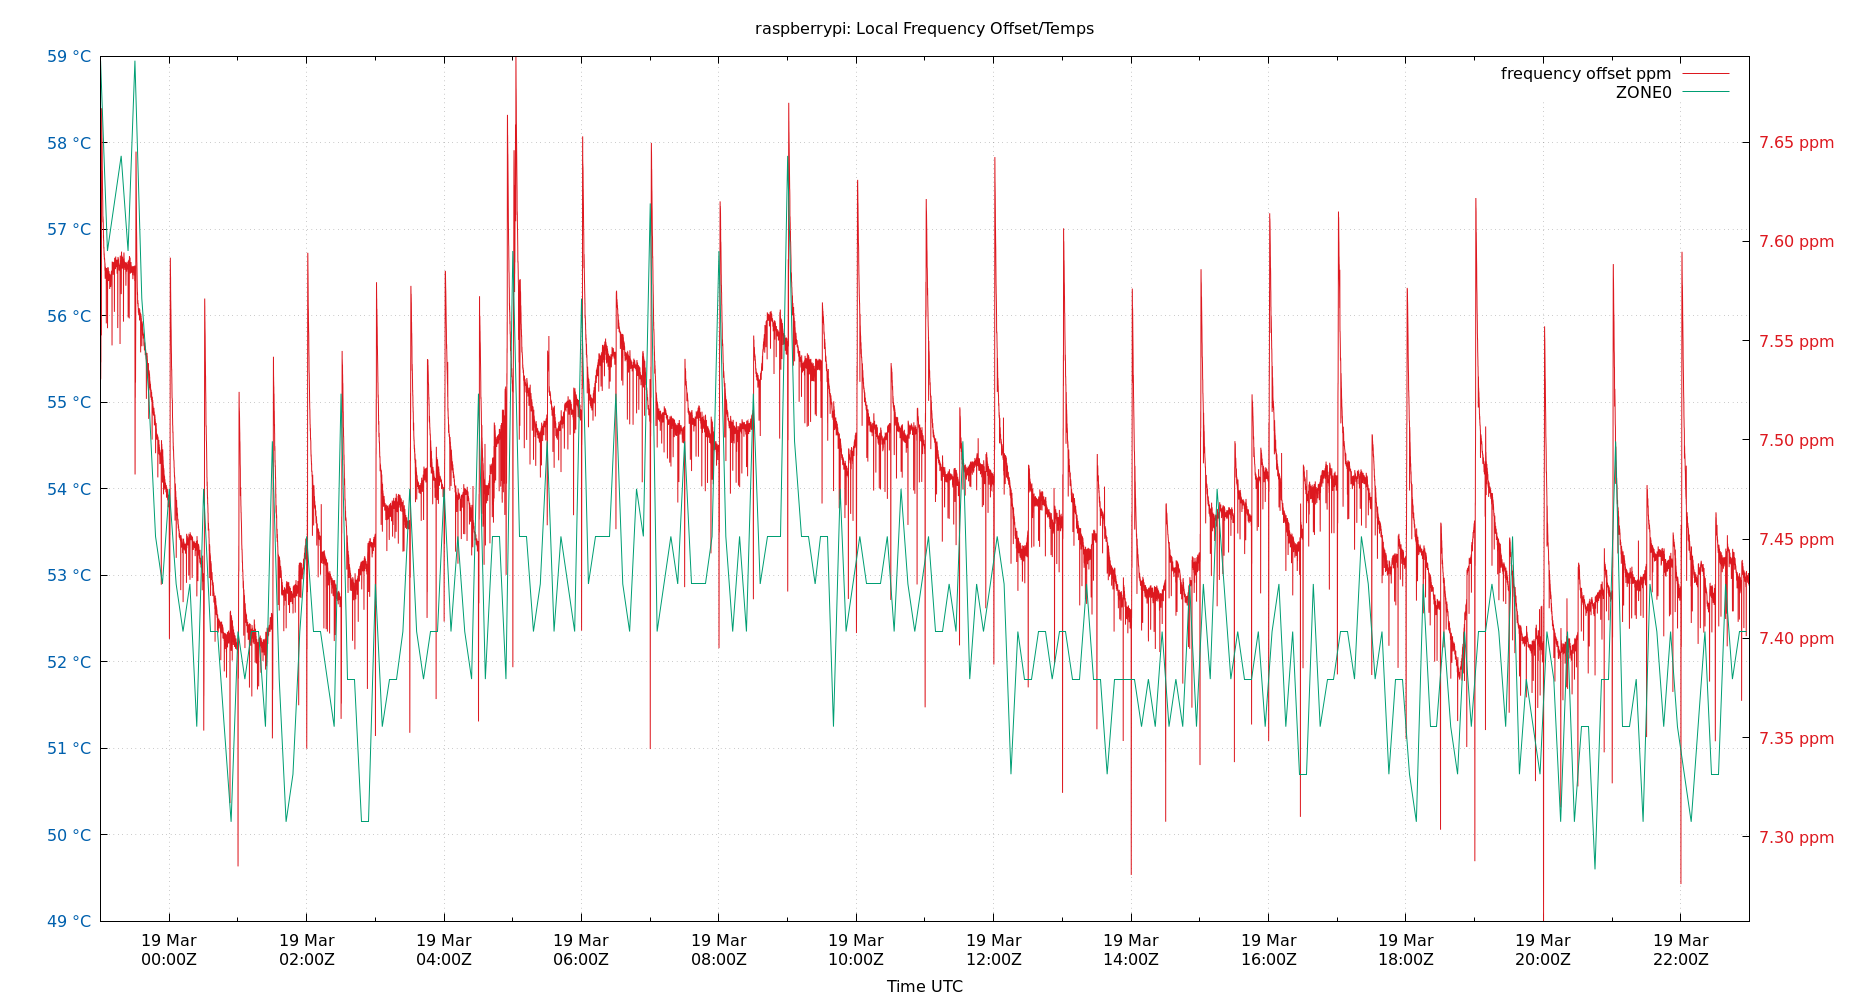 raspberrypi: Local Frequency Offset/Temps
frequency offset ppm
ZONE0
59 °C
58 °C
57 °C
56 °C
55 °C
54 °C
53 °C
52 °C
51 °C
50 °C
49 °C
7.65 ppm
7.60 ppm
7.55 ppm
7.50 ppm
7.45 ppm
7.40 ppm
7.35 ppm
7.30 ppm
19 Mar 19 Mar 19 Mar 19 Mar 19 Mar 19 Mar 19 Mar 19 Mar 19 Mar 19 Mar 19 Mar 19 Mar
00:00Z 02:00Z 04:00Z 06:00Z 08:00Z 10:00Z 12:00Z 14:00Z 16:00Z 18:00Z 20:00Z 22:00Z
Time UTC